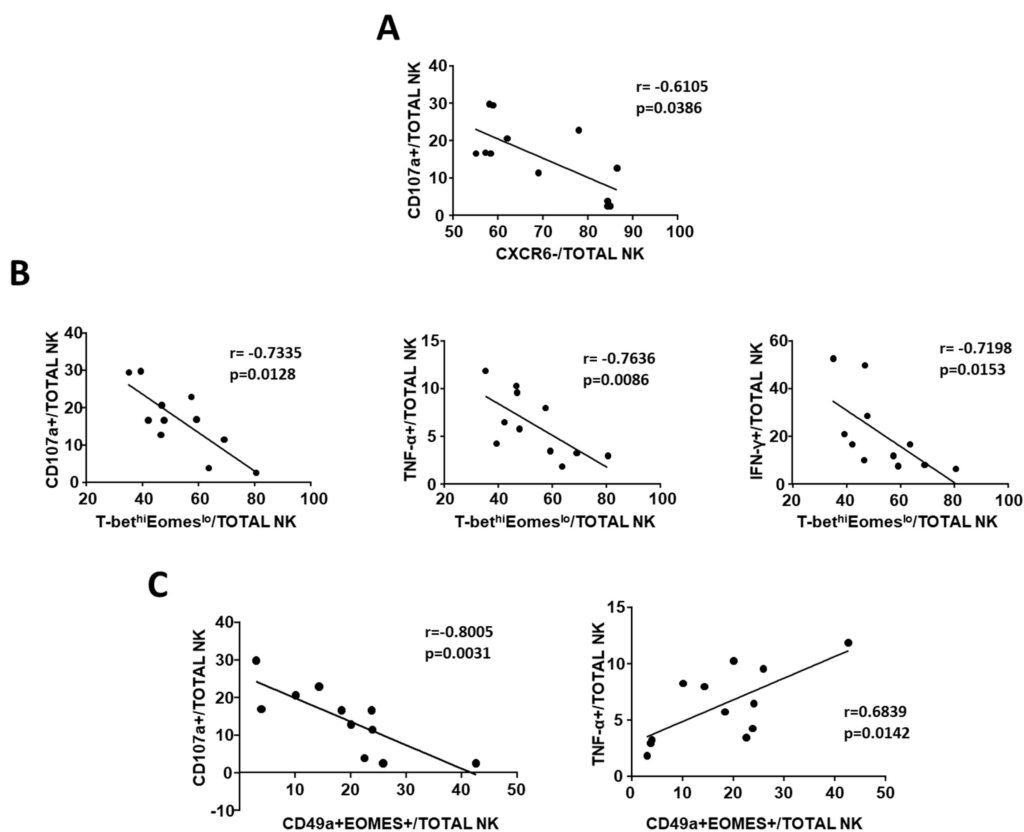 A
CD107a+/TOTAL NK
40
30
20
10
0
r= -0.6105
p=0.0386
50 60 70 80 90 100
CXCR6-/TOTAL NK
B
CD107a+/TOTAL NK
40
30
20
10
0
r= -0.7335
p=0.0128
20 40 60 80 100
T-bethiEomeslo/TOTAL NK
TNF-α+/TOTAL NK
15
10
5
0
r= -0.7636
p=0.0086
20 40 60 80 100
T-bethiEomeslo/TOTAL NK
IFN-γ+/TOTAL NK
60
40
20
0
r= -0.7198
p=0.0153
20 40 60 80 100
T-bethiEomeslo/TOTAL NK
C
CD107a+/TOTAL NK
40
30
20
10
0
-10
r=-0.8005
p=0.0031
10 20 30 40 50
CD49a+EOMES+/TOTAL NK
TNF-α+/TOTAL NK
15
10
5
0
r=0.6839
p=0.0142
0 10 20 30 40 50
CD49a+EOMES+/TOTAL NK